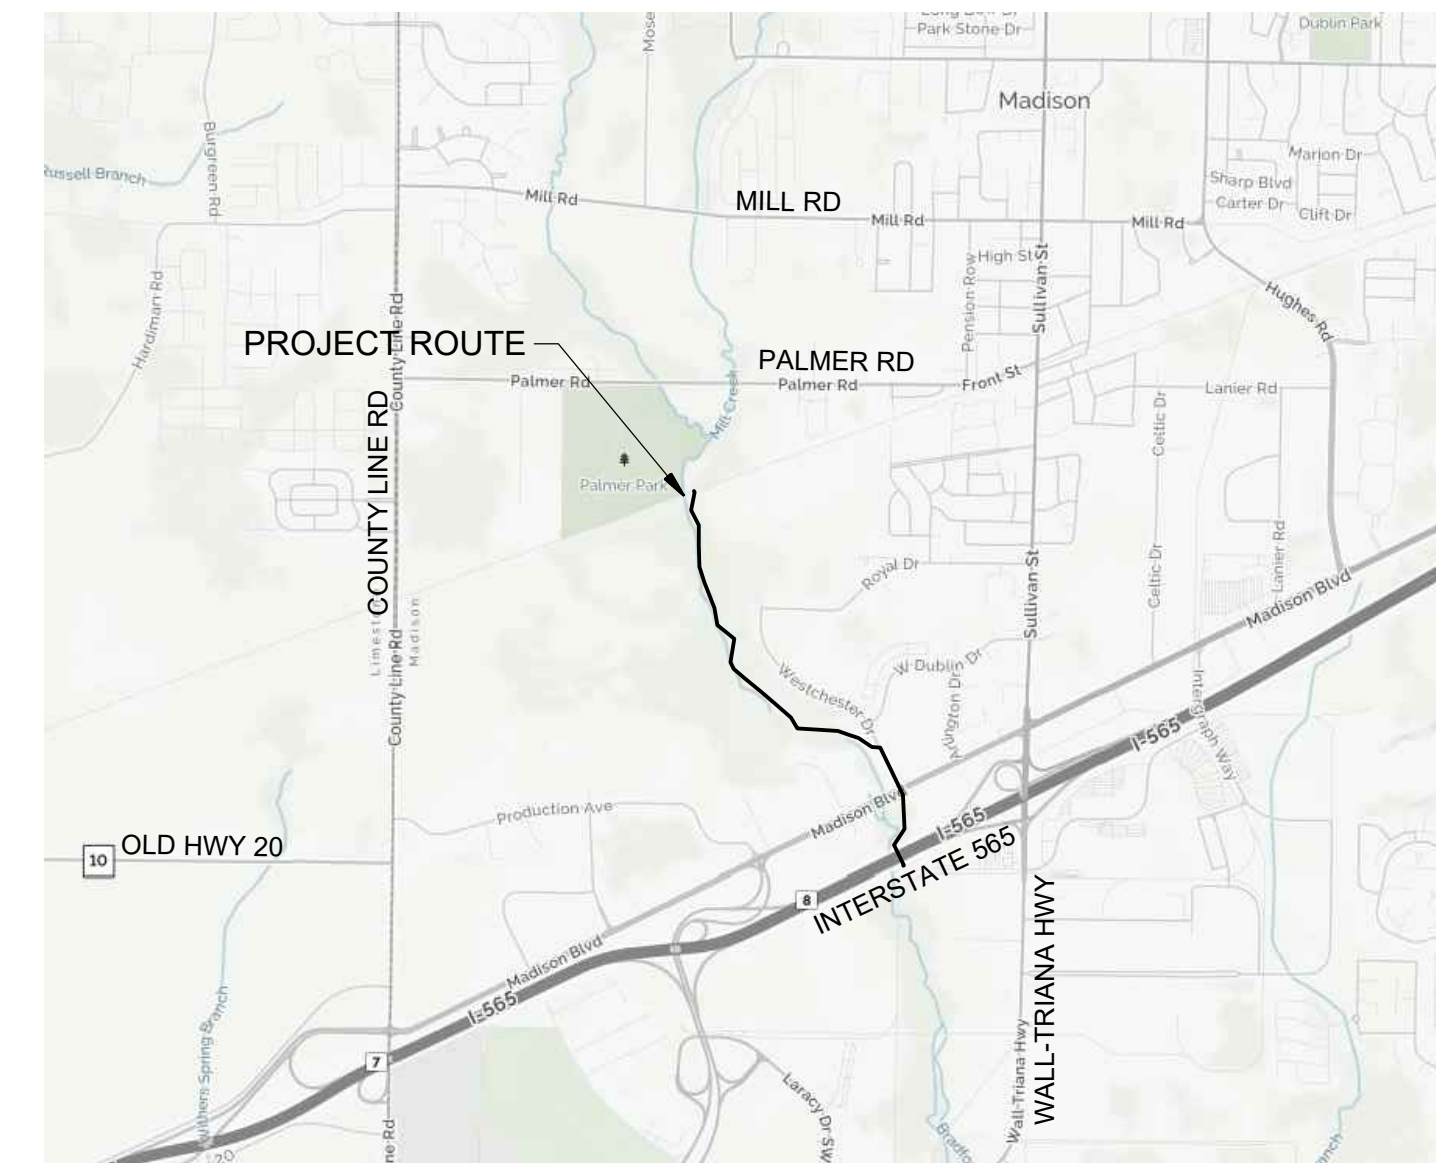 Park Stone Dr
Dublin Park
Madison
Burgreen Rd
Marion Dr
Russell Branch
Sharp Blvd
Mill Rd
MILL RD
Carter Dr
Clift Dr
Mill Rd
Mill Rd
High St
Pension Row
Sullivan St
Hardiman Rd
County Line Rd
Hughes Rd
PROJECT ROUTE
PALMER RD
Palmer Rd
Palmer Rd
Front St
Lanier Rd
Mill Creek
COUNTY LINE RD
Celtic Dr
Palmer Park
Royal Dr
Sullivan St
Celtic Dr
Lanier Rd
Madison Blvd
Madison
County Line Rd
Westchester Dr
W Dublin Dr
Arlington Dr
Intergraph Way
I-565
Production Ave
Madison Blvd
I-565
OLD HWY 20
10
INTERSTATE 565
8
WALL-TRIANA HWY
Madison Blvd
I-565
Withers Spring Branch
7
Wall-Triana Hwy
Laracy Dr SW